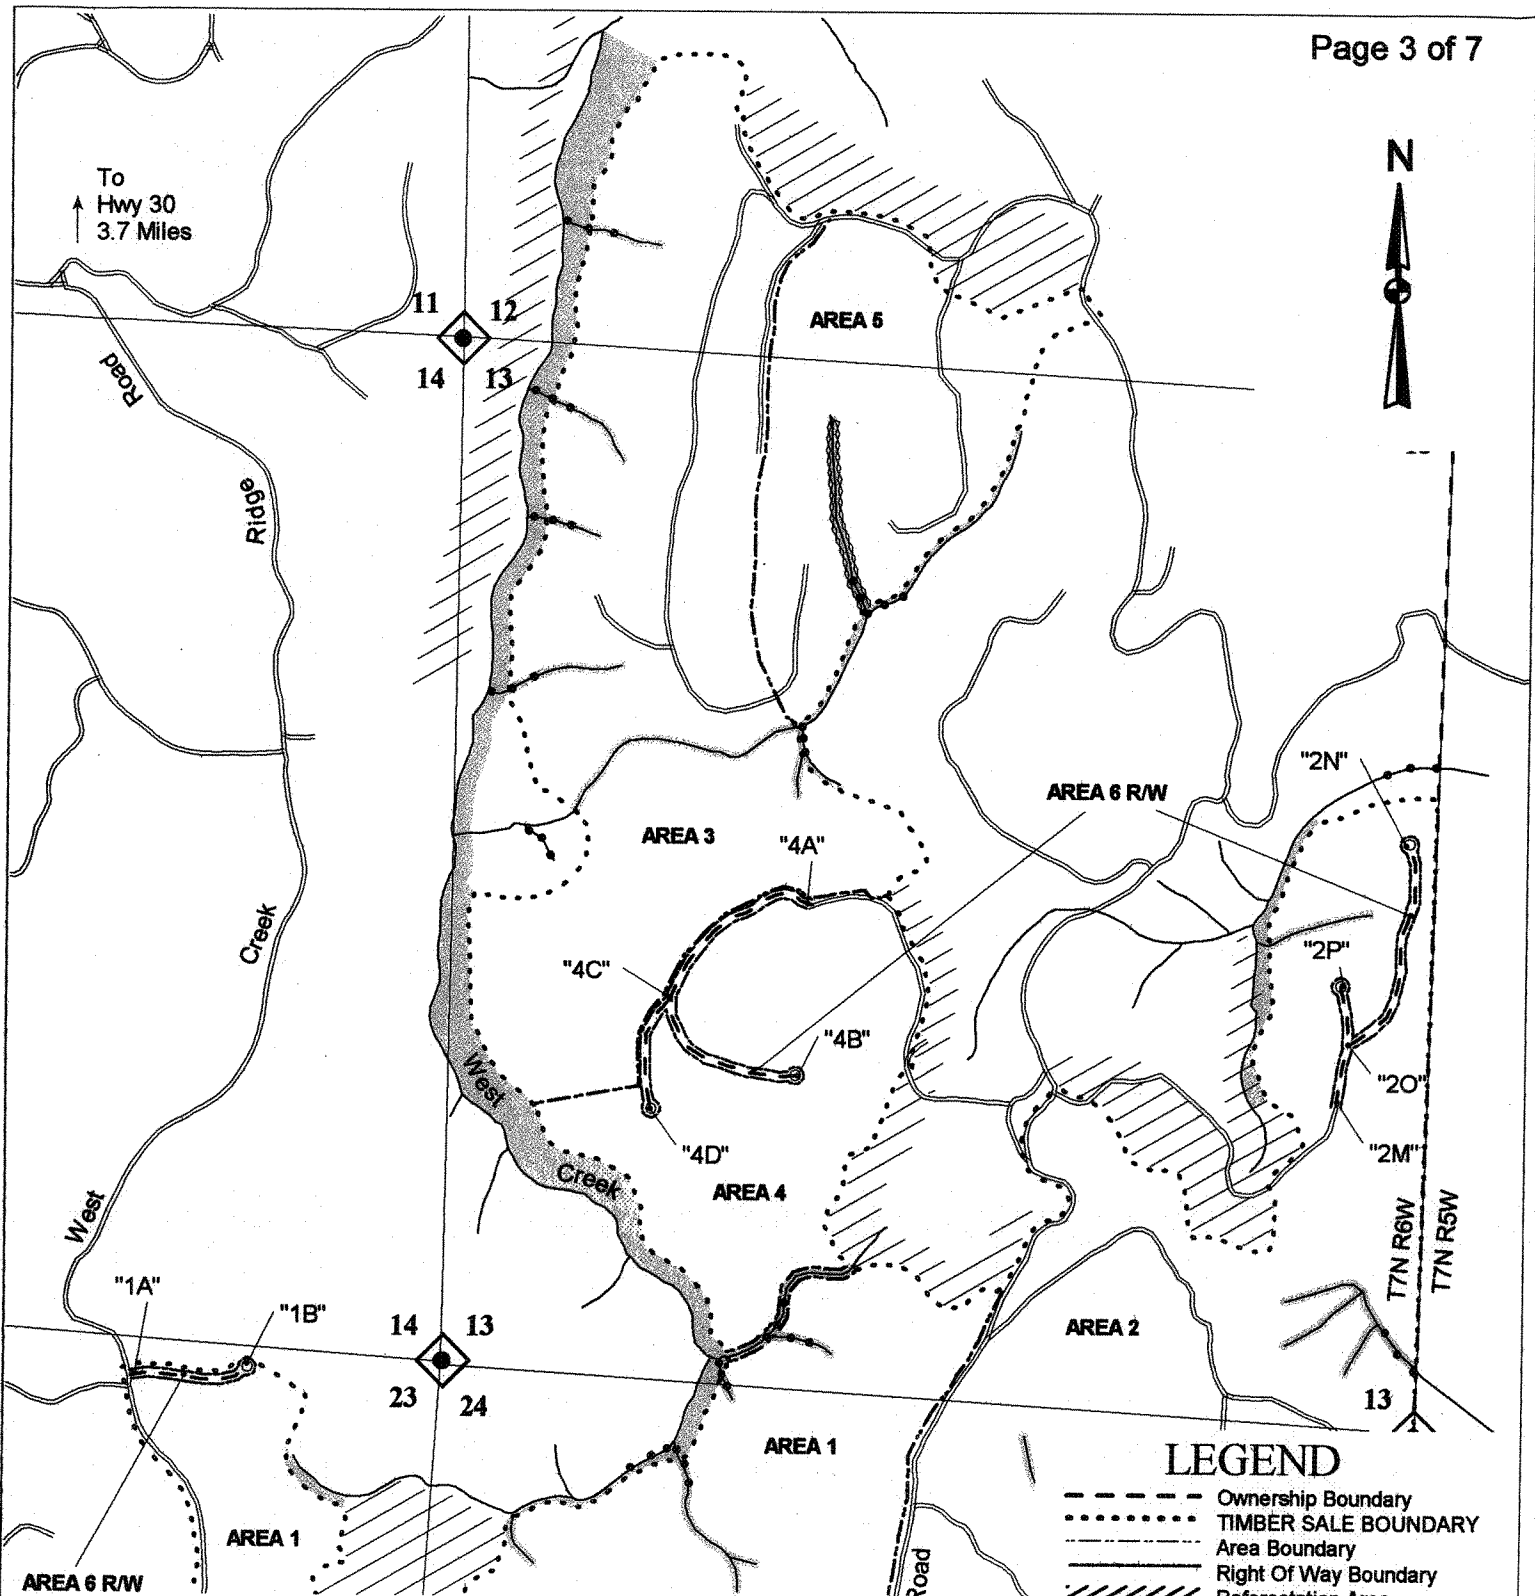 Page 3 of 7
N
To
Hwy 30
3.7 Miles
11
12
14
13
AREA 5
Road
Ridge
Creek
West
"2N"
AREA 6 R/W
AREA 3
"4A"
"4C"
"2P"
"4B"
"2O"
West
"4D"
"2M"
Creek
AREA 4
T7N R6W
T7N R5W
"1A"
"1B"
14
13
AREA 2
23
24
13
AREA 1
LEGEND
Ownership Boundary
TIMBER SALE BOUNDARY
AREA 1
Area Boundary
Right Of Way Boundary
AREA 6 R/W
Road